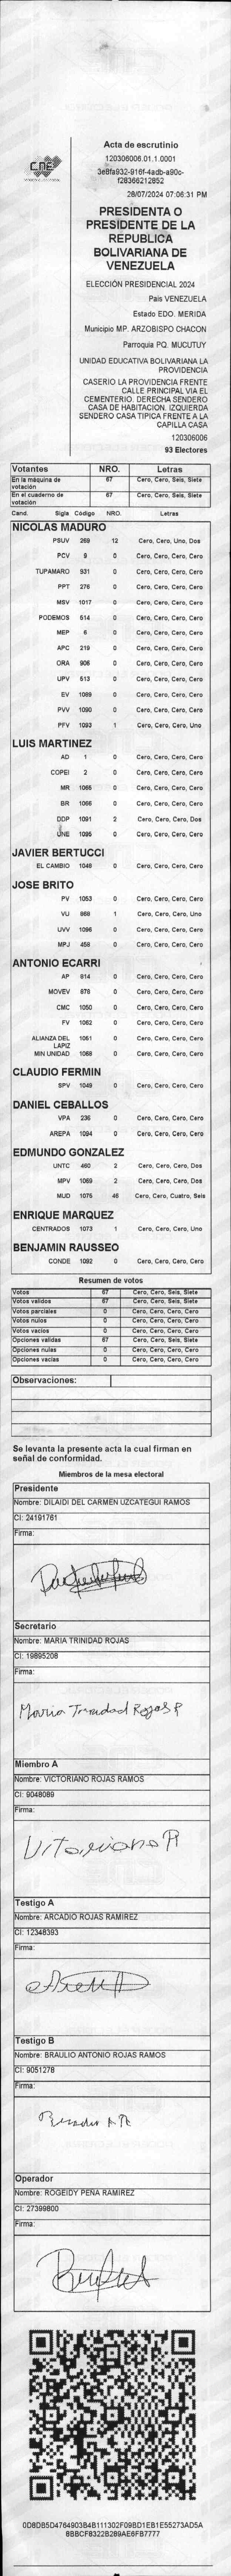 CNE
Acta de escrutinio
120306006.01.1.0001
3e8fa932-916f-4adb-a90c-
f28366212852
28/07/2024 07:06:31 PM
PRESIDENTA O
PRESIDENTE DE LA
REPUBLICA
BOLIVARIANA DE
VENEZUELA
ELECCIÓN PRESIDENCIAL 2024
Pais VENEZUELA
Estado EDO. MERIDA
Municipio MP. ARZOBISPO CHACON
Parroquia PQ. MUCUTUY
UNIDAD EDUCATIVA BOLIVARIANA LA
PROVIDENCIA
CASERIO LA PROVIDENCIA FRENTE
CALLE PRINCIPAL VIA EL
CEMENTERIO. DERECHA SENDERO
CASA DE HABITACION. IZQUIERDA
SENDERO CASA TIPICA FRENTE A LA
CAPILLA CASA
120306006
93 Electores
Votantes NRO. Letras
En la máquina de votación 67 Cero, Cero, Seis, Siete
En el cuaderno de votación 67 Cero, Cero, Seis, Siete
Cand. Sigla Código NRO. Letras
NICOLAS MADURO
PSUV 269 12 Cero, Cero, Uno, Dos
PCV 9 0 Cero, Cero, Cero, Cero
TUPAMARO 931 0 Cero, Cero, Cero, Cero
PPT 276 0 Cero, Cero, Cero, Cero
MSV 1017 0 Cero, Cero, Cero, Cero
PODEMOS 514 0 Cero, Cero, Cero, Cero
MEP 6 0 Cero, Cero, Cero, Cero
APC 219 0 Cero, Cero, Cero, Cero
ORA 906 0 Cero, Cero, Cero, Cero
UPV 513 0 Cero, Cero, Cero, Cero
EV 1089 0 Cero, Cero, Cero, Cero
PVV 1090 0 Cero, Cero, Cero, Cero
PFV 1093 1 Cero, Cero, Cero, Uno
LUIS MARTINEZ
AD 1 0 Cero, Cero, Cero, Cero
COPEI 2 0 Cero, Cero, Cero, Cero
MR 1065 0 Cero, Cero, Cero, Cero
BR 1066 0 Cero, Cero, Cero, Cero
DDP 1091 2 Cero, Cero, Cero, Dos
UNE 1095 0 Cero, Cero, Cero, Cero
JAVIER BERTUCCI
EL CAMBIO 1048 0 Cero, Cero, Cero, Cero
JOSE BRITO
PV 1053 0 Cero, Cero, Cero, Cero
VU 868 1 Cero, Cero, Cero, Uno
UVV 1096 0 Cero, Cero, Cero, Cero
MPJ 458 0 Cero, Cero, Cero, Cero
ANTONIO ECARRI
AP 814 0 Cero, Cero, Cero, Cero
MOVEV 878 0 Cero, Cero, Cero, Cero
CMC 1050 0 Cero, Cero, Cero, Cero
FV 1062 0 Cero, Cero, Cero, Cero
ALIANZA DEL LAPIZ 1051 0 Cero, Cero, Cero, Cero
MIN UNIDAD 1068 0 Cero, Cero, Cero, Cero
CLAUDIO FERMIN
SPV 1049 0 Cero, Cero, Cero, Cero
DANIEL CEBALLOS
VPA 236 0 Cero, Cero, Cero, Cero
AREPA 1094 0 Cero, Cero, Cero, Cero
EDMUNDO GONZALEZ
UNTC 460 2 Cero, Cero, Cero, Dos
MPV 1069 2 Cero, Cero, Cero, Dos
MUD 1075 46 Cero, Cero, Cuatro, Seis
ENRIQUE MARQUEZ
CENTRADOS 1073 1 Cero, Cero, Cero, Uno
BENJAMIN RAUSSEO
CONDE 1092 0 Cero, Cero, Cero, Cero
Resumen de votos
Votos 67 Cero, Cero, Seis, Siete
Votos validos 67 Cero, Cero, Seis, Siete
Votos parciales 0 Cero, Cero, Cero, Cero
Votos nulos 0 Cero, Cero, Cero, Cero
Votos vacios 0 Cero, Cero, Cero, Cero
Opciones validas 67 Cero, Cero, Seis, Siete
Opciones nulas 0 Cero, Cero, Cero, Cero
Opciones vacias 0 Cero, Cero, Cero, Cero
Observaciones:
Se levanta la presente acta la cual firman en
señal de conformidad.
Miembros de la mesa electoral
Presidente
Nombre: DILAIDI DEL CARMEN UZCATEGUI RAMOS
CI: 24191761
Firma:
Secretario
Nombre: MARIA TRINIDAD ROJAS
CI: 19895208
Firma:
Maria Trinidad Rojas R
Miembro A
Nombre: VICTORIANO ROJAS RAMOS
CI: 9048089
Firma:
Vitoriano R
Testigo A
Nombre: ARCADIO ROJAS RAMIREZ
CI: 12348393
Firma:
Testigo B
Nombre: BRAULIO ANTONIO ROJAS RAMOS
CI: 9051278
Firma:
Operador
Nombre: ROGEIDY PEÑA RAMIREZ
CI: 27399800
Firma:
0D8DB5D4764903B4B111302F09BD1EB1E55273AD5A
8BBCF8322B289AE6FB7777